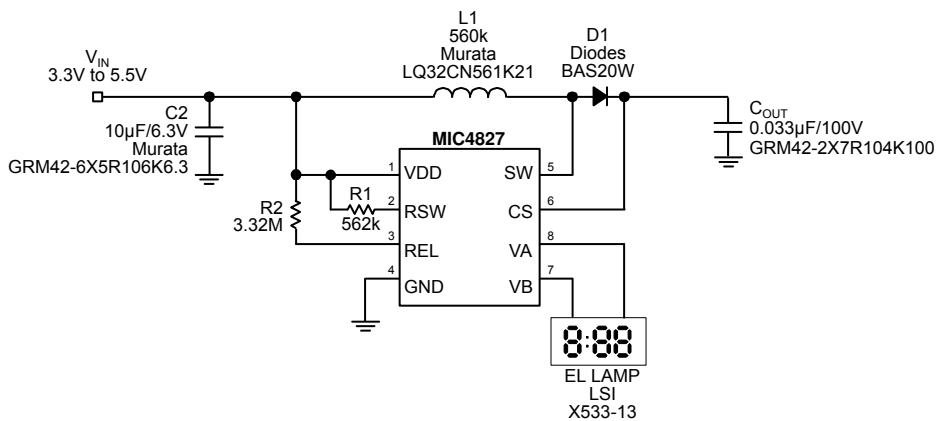 L1
560k
Murata
LQ32CN561K21
D1
Diodes
BAS20W
VIN
3.3V to 5.5V
C2
10µF/6.3V
Murata
GRM42-6X5R106K6.3
COUT
0.033µF/100V
GRM42-2X7R104K100
MIC4827
1
VDD
SW
5
R1
562k
2
RSW
CS
6
R2
3.32M
3
REL
VA
8
4
GND
VB
7
8:88
EL LAMP
LSI
X533-13